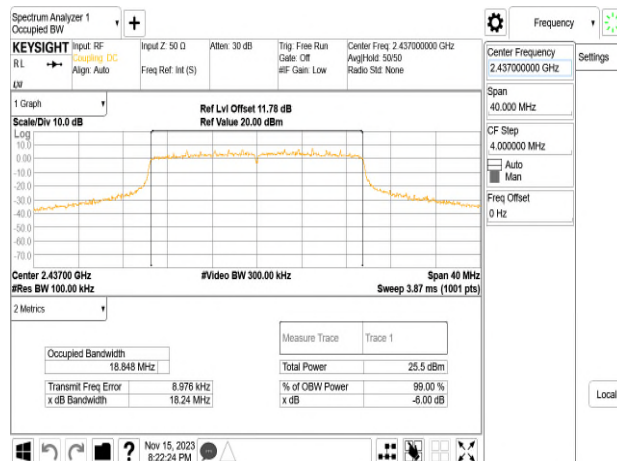 Spectrum Analyzer 1
Occupied BW
Frequency
KEYSIGHT
Input: RF
Coupling: DC
Align: Auto
Input Z: 50 Ω
Freq Ref: Int (S)
Atten: 30 dB
Trig: Free Run
Gate: Off
#IF Gain: Low
Center Freq: 2.437000000 GHz
Avg|Hold: 50/50
Radio Std: None
RL
LXI
Center Frequency
2.437000000 GHz
Settings
Span
40.000 MHz
CF Step
4.000000 MHz
Auto
Man
Freq Offset
0 Hz
Local
1 Graph
Scale/Div 10.0 dB
Ref Lvl Offset 11.78 dB
Ref Value 20.00 dBm
Log
10.0
0.00
-10.0
-20.0
-30.0
-40.0
-50.0
-60.0
-70.0
Center 2.43700 GHz
#Res BW 100.00 kHz
#Video BW 300.00 kHz
Span 40 MHz
Sweep 3.87 ms (1001 pts)
2 Metrics
Measure Trace
Trace 1
Occupied Bandwidth
18.848 MHz
Total Power
25.5 dBm
Transmit Freq Error
8.976 kHz
% of OBW Power
99.00 %
x dB Bandwidth
18.24 MHz
x dB
-6.00 dB
?
Nov 15, 2023
8:22:24 PM